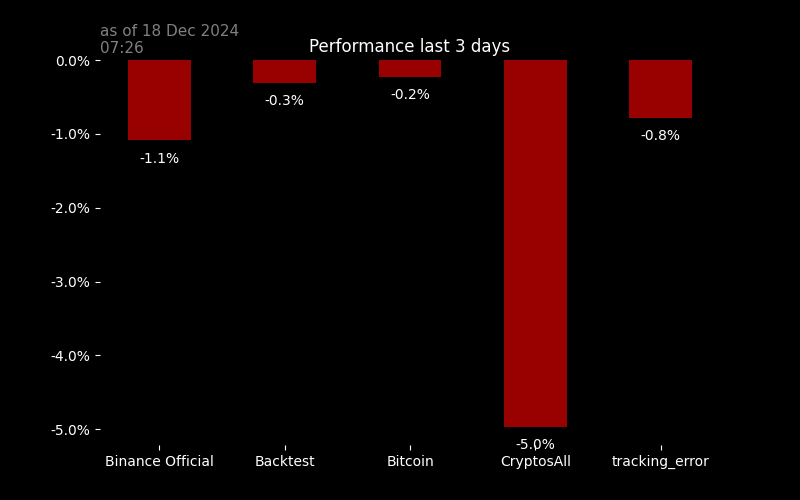 as of 18 Dec 2024
07:26
Performance last 3 days
0.0%
-1.0%
-2.0%
-3.0%
-4.0%
-5.0%
-1.1%
-0.3%
-0.2%
-5.0%
-0.8%
Binance Official
Backtest
Bitcoin
CryptosAll
tracking_error